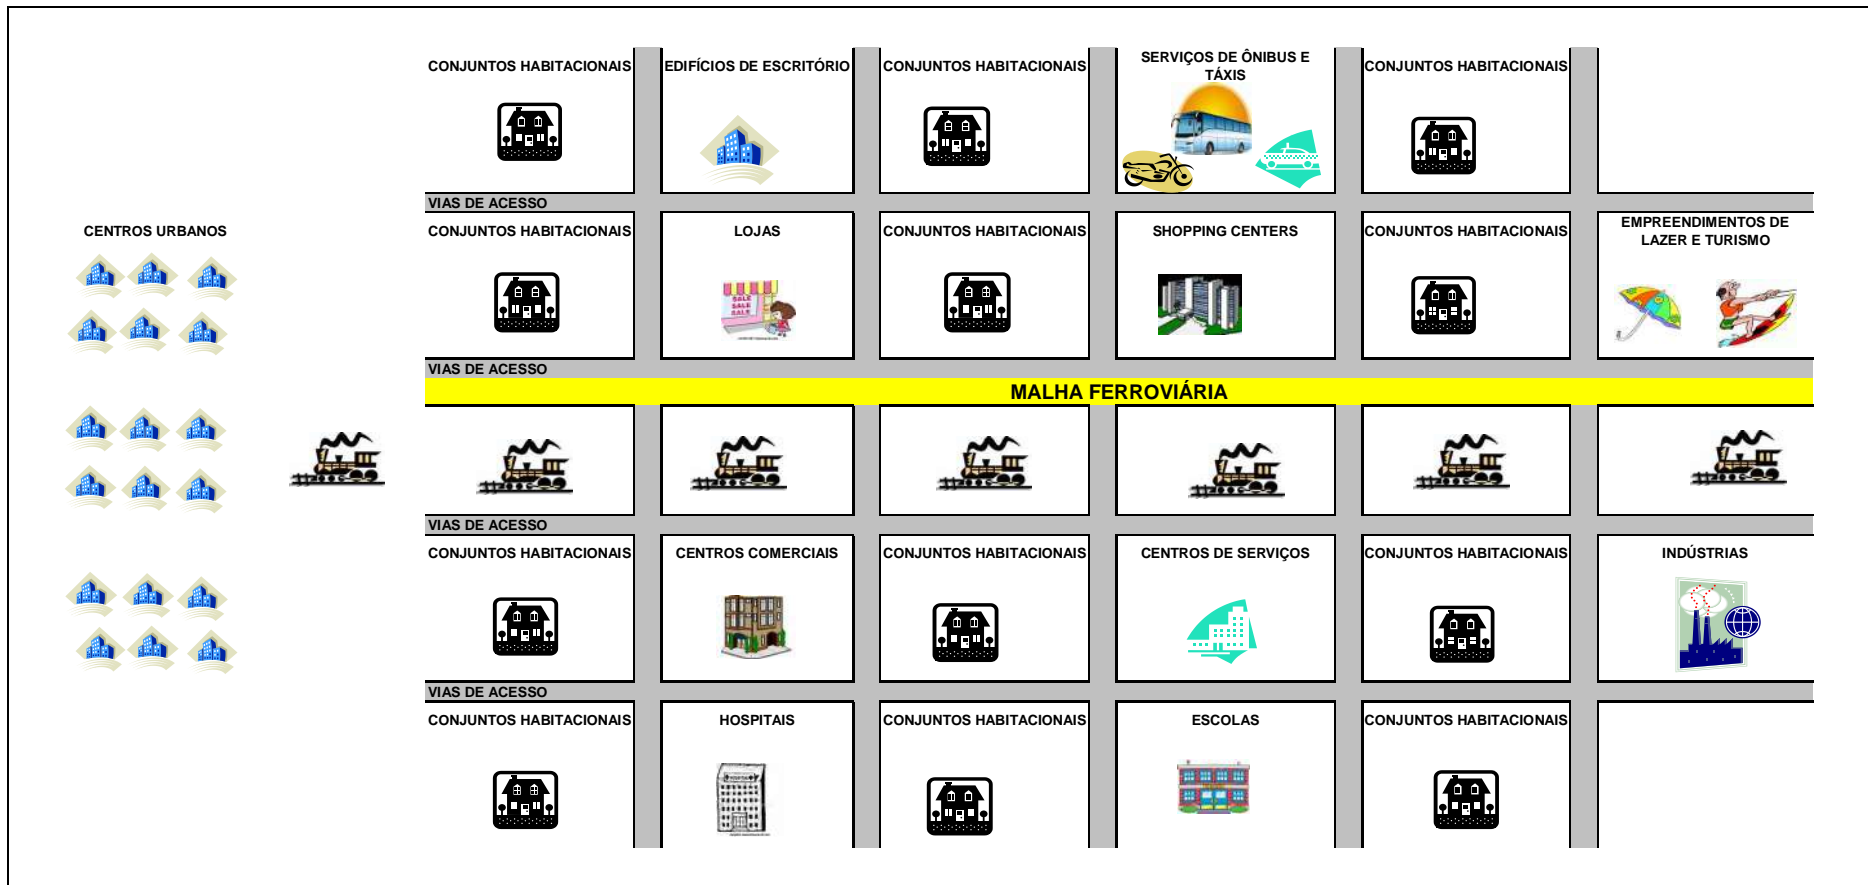 CONJUNTOS HABITACIONAIS
EDIFÍCIOS DE ESCRITÓRIO
CONJUNTOS HABITACIONAIS
SERVIÇOS DE ÔNIBUS E
TÁXIS
CONJUNTOS HABITACIONAIS
VIAS DE ACESSO
CENTROS URBANOS
CONJUNTOS HABITACIONAIS
LOJAS
SALE
SALE
SALE
CONJUNTOS HABITACIONAIS
SHOPPING CENTERS
CONJUNTOS HABITACIONAIS
EMPREENDIMENTOS DE
LAZER E TURISMO
VIAS DE ACESSO
MALHA FERROVIÁRIA
VIAS DE ACESSO
CONJUNTOS HABITACIONAIS
CENTROS COMERCIAIS
CONJUNTOS HABITACIONAIS
CENTROS DE SERVIÇOS
CONJUNTOS HABITACIONAIS
INDÚSTRIAS
VIAS DE ACESSO
CONJUNTOS HABITACIONAIS
HOSPITAIS
CONJUNTOS HABITACIONAIS
ESCOLAS
CONJUNTOS HABITACIONAIS